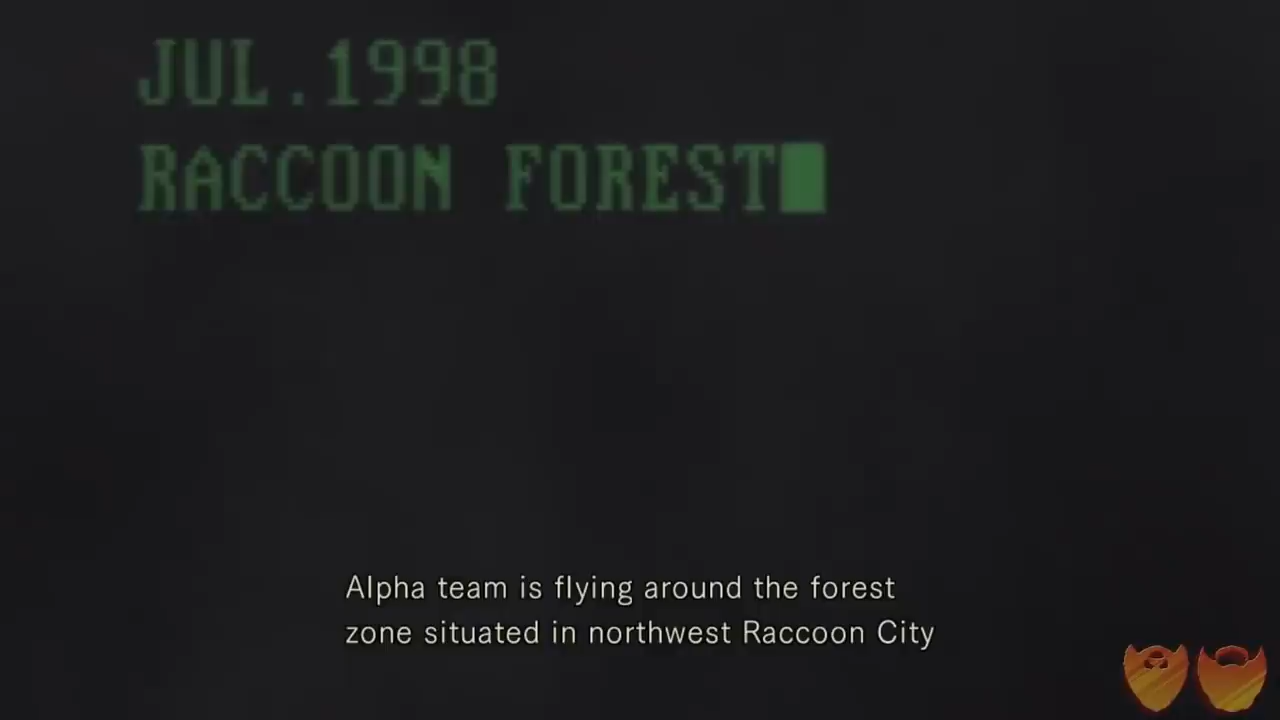 JUL.1998
RACCOON FOREST
Alpha team is flying around the forest
zone situated in northwest Raccoon City